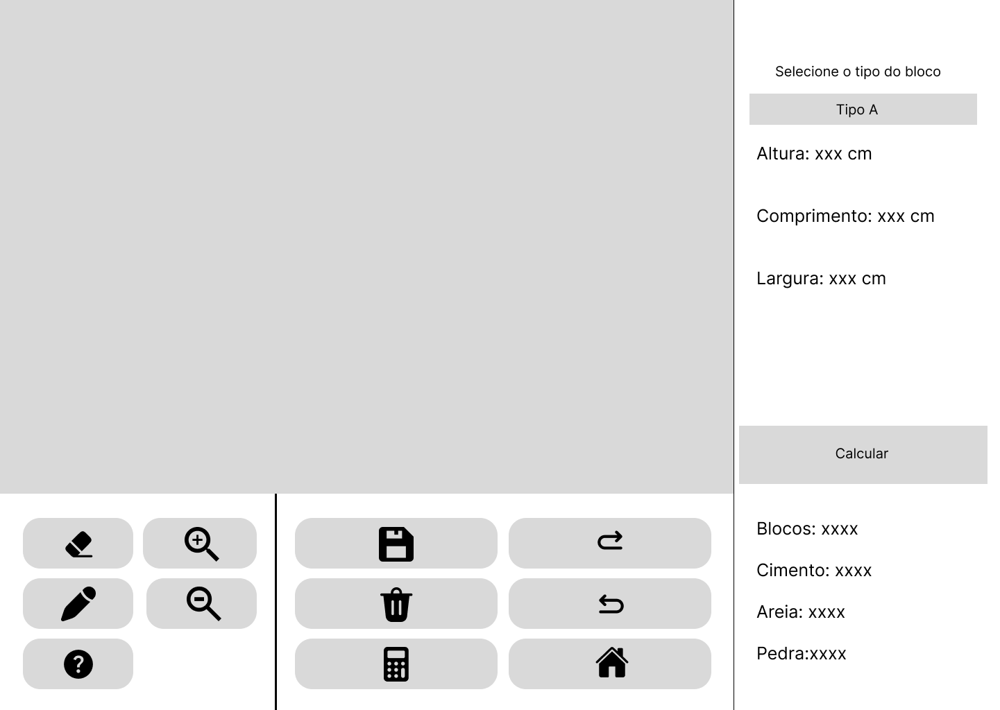 Selecione o tipo do bloco
Tipo A
Altura: xxx cm
Comprimento: xxx cm
Largura: xxx cm
Calcular
Blocos: xxxx
Cimento: xxxx
Areia: xxxx
Pedra:xxxx